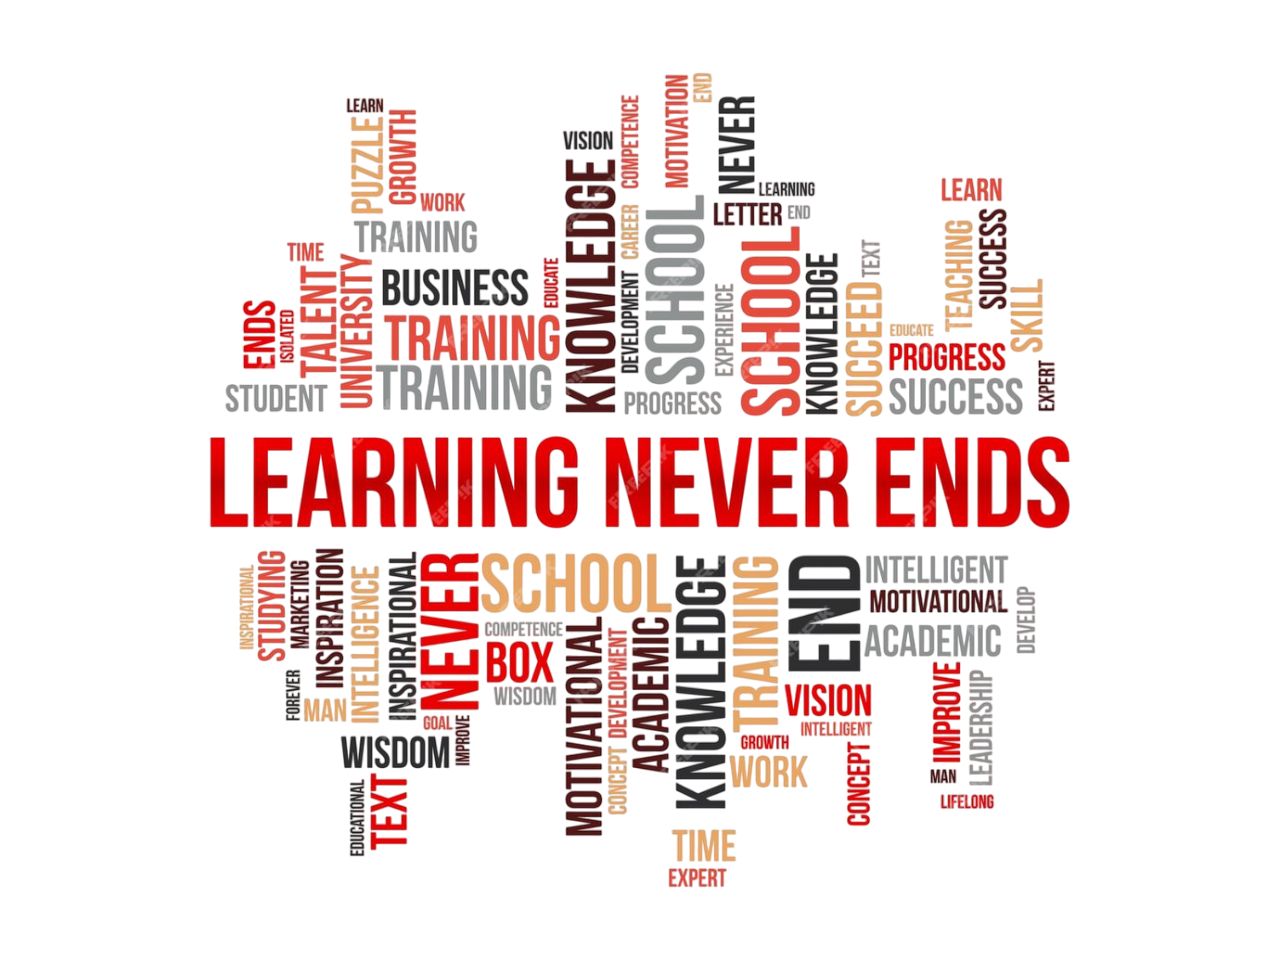 LEARN
PUZZLE
GROWTH
WORK
TRAINING
TIME
ENDS
ISOLATED
TALENT
UNIVERSITY
STUDENT
BUSINESS
EDUCATE
TRAINING
TRAINING
VISION
KNOWLEDGE
COMPETENCE
CAREER
DEVELOPMENT
MOTIVATION
END
SCHOOL
PROGRESS
EXPERIENCE
NEVER
LEARNING
LETTER
END
SCHOOL
KNOWLEDGE
TEXT
SUCCEED
EDUCATE
PROGRESS
SUCCESS
LEARN
TEACHING
SUCCESS
SKILL
EXPERT
LEARNING NEVER ENDS
INSPIRATIONAL
STUDYING
MARKETING
INSPIRATION
INTELLIGENCE
INSPIRATIONAL
NEVER
FOREVER
MAN
GOAL
IMPROVE
WISDOM
EDUCATIONAL
TEXT
SCHOOL
COMPETENCE
BOX
WISDOM
MOTIVATIONAL
DEVELOPMENT
CONCEPT
ACADEMIC
KNOWLEDGE
TRAINING
END
INTELLIGENT
MOTIVATIONAL
ACADEMIC
DEVELOP
VISION
INTELLIGENT
GROWTH
WORK
CONCEPT
IMPROVE
LEADERSHIP
MAN
LIFELONG
TIME
EXPERT